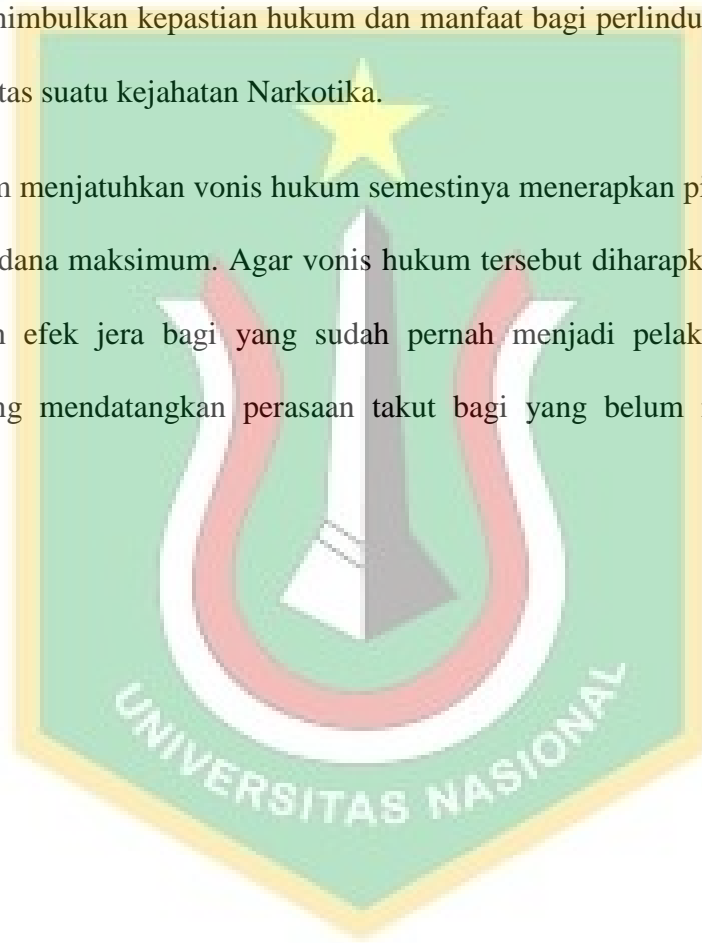 nimbulkan kepastian hukum dan manfaat bagi perlindu
tas suatu kejahatan Narkotika.
n menjatuhkan vonis hukum semestinya menerapkan pi
dana maksimum. Agar vonis hukum tersebut diharapk
n efek jera bagi yang sudah pernah menjadi pelak
ng mendatangkan perasaan takut bagi yang belum
UNIVERSITAS NASIONAL